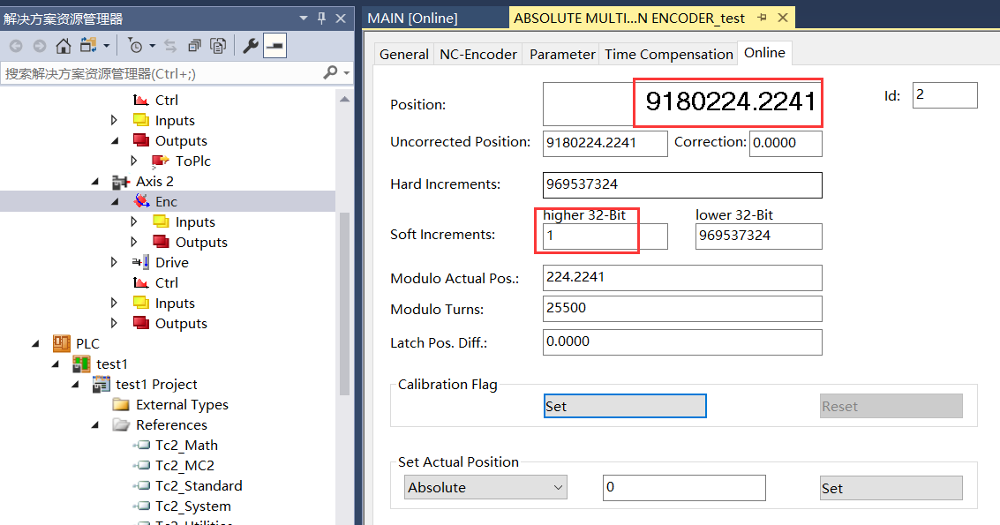 解决方案资源管理器
搜索解决方案资源管理器(Ctrl+;)
Ctrl
Inputs
Outputs
ToPlc
Axis 2
Enc
Inputs
Outputs
Drive
Ctrl
Inputs
Outputs
PLC
test1
test1 Project
External Types
References
Tc2_Math
Tc2_MC2
Tc2_Standard
Tc2_System
Tc2_Utilities
MAIN [Online]
ABSOLUTE MULTI...N ENCODER_test
General NC-Encoder Parameter Time Compensation Online
Position: 9180224.2241 Id: 2
Uncorrected Position: 9180224.2241 Correction: 0.0000
Hard Increments: 969537324
higher 32-Bit lower 32-Bit
Soft Increments: 1 969537324
Modulo Actual Pos.: 224.2241
Modulo Turns: 25500
Latch Pos. Diff.: 0.0000
Calibration Flag
Set Reset
Set Actual Position
Absolute 0 Set